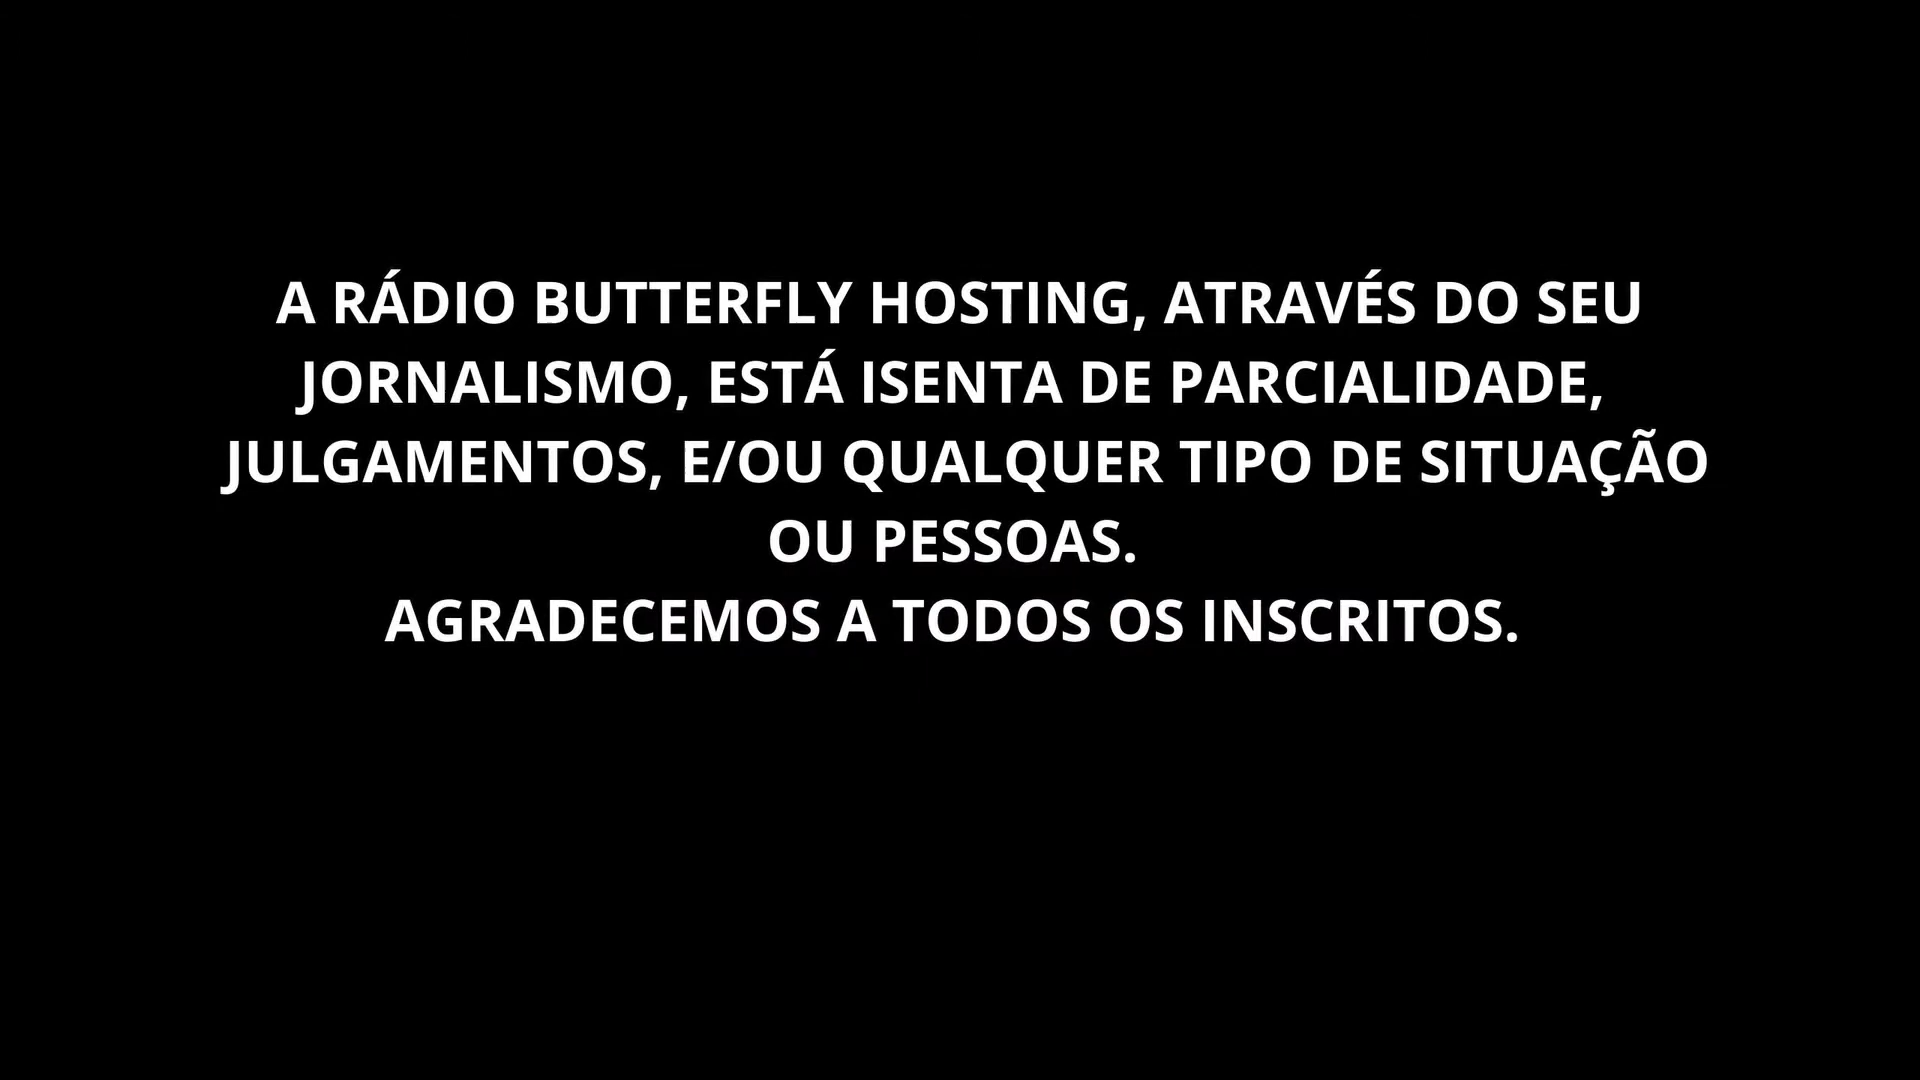 A RÁDIO BUTTERFLY HOSTING, ATRAVÉS DO SEU
JORNALISMO, ESTÁ ISENTA DE PARCIALIDADE,
JULGAMENTOS, E/OU QUALQUER TIPO DE SITUAÇÃO
OU PESSOAS.
AGRADECEMOS A TODOS OS INSCRITOS.